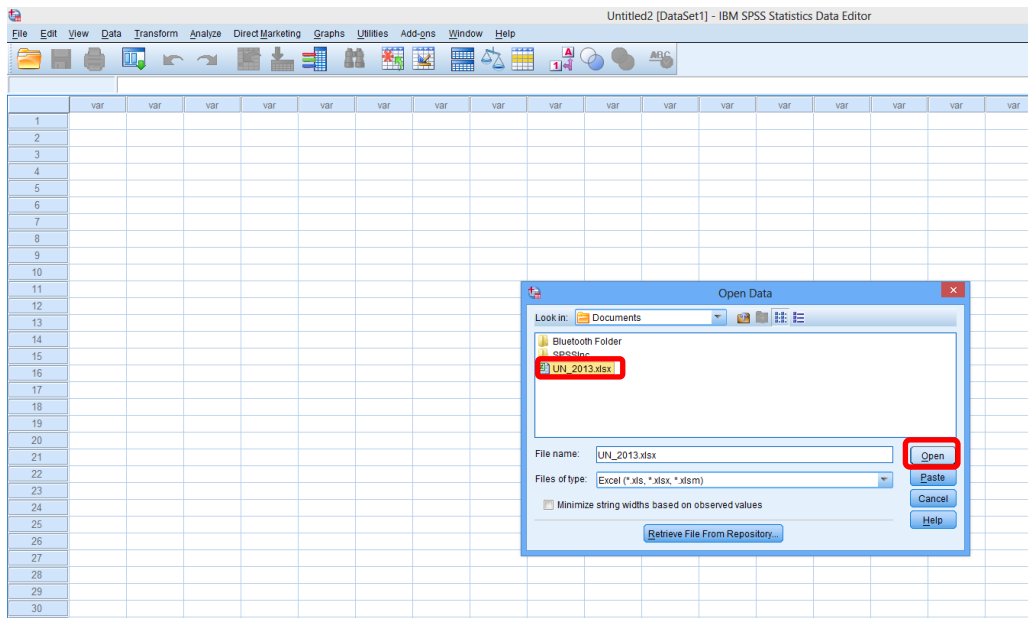 Untitled2 [DataSet1] - IBM SPSS Statistics Data Editor
File Edit View Data Transform Analyze Direct Marketing Graphs Utilities Add-ons Window Help
A
1
ABC
var var var var var var var var var var var var var var var var var
1
2
3
4
5
6
7
8
9
10
11
12
13
14
15
16
17
18
19
20
21
22
23
24
25
26
27
28
29
30
Open Data
Look in: Documents
Bluetooth Folder
SPSSInc
UN_2013.xlsx
File name: UN_2013.xlsx
Open
Files of type: Excel (*.xls, *.xlsx, *.xlsm)
Paste
Minimize string widths based on observed values
Cancel
Help
Retrieve File From Repository...